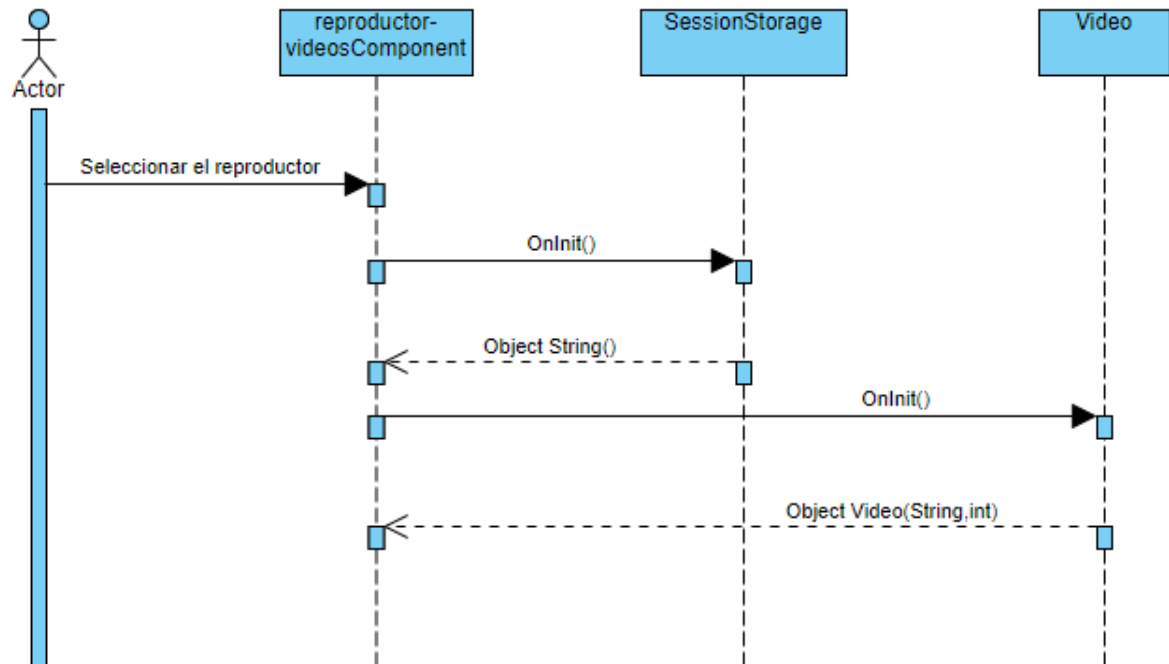 Actor
reproductor-
videosComponent
SessionStorage
Video
Seleccionar el reproductor
OnInit()
Object String()
OnInit()
Object Video(String,int)